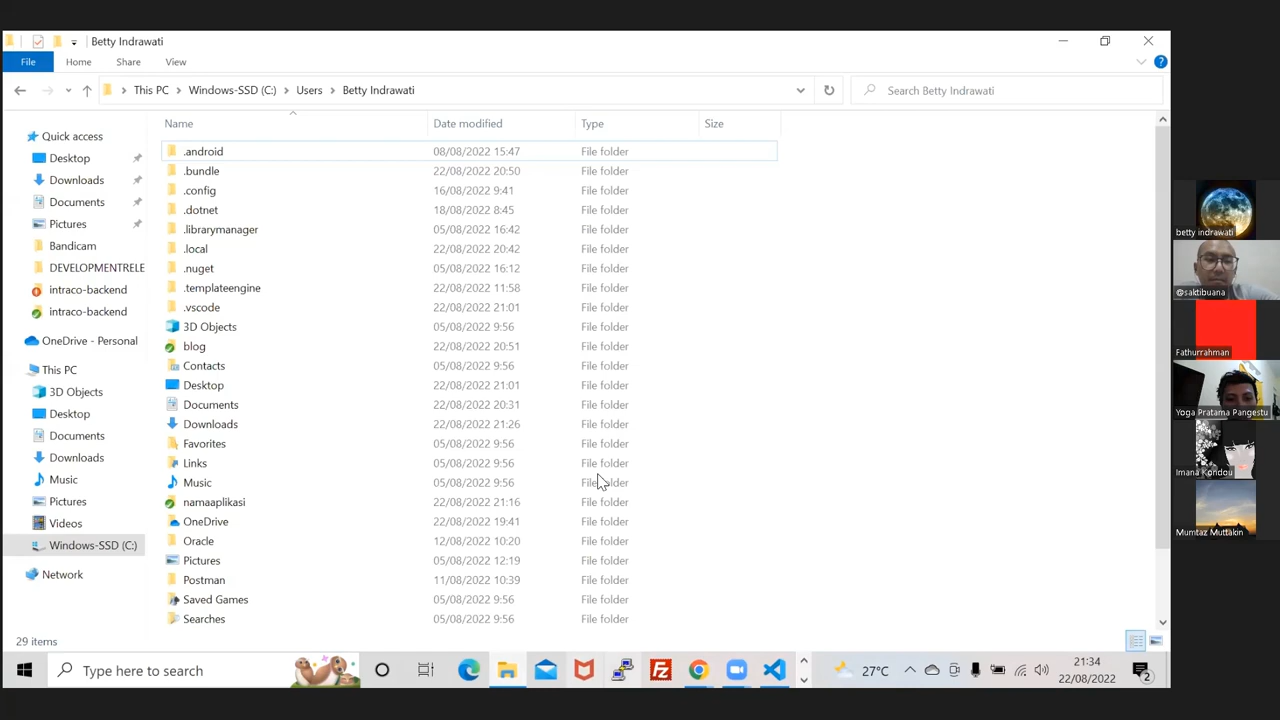 Betty Indrawati
File Home Share View
This PC Windows-SSD (C:) Users Betty Indrawati
Search Betty Indrawati
Name Date modified Type Size
.android 08/08/2022 15:47 File folder
.bundle 22/08/2022 20:50 File folder
.config 16/08/2022 9:41 File folder
.dotnet 18/08/2022 8:45 File folder
.librarymanager 05/08/2022 16:42 File folder
.local 22/08/2022 20:42 File folder
.nuget 05/08/2022 16:12 File folder
.templateengine 22/08/2022 11:58 File folder
.vscode 22/08/2022 21:01 File folder
3D Objects 05/08/2022 9:56 File folder
blog 22/08/2022 20:51 File folder
Contacts 05/08/2022 9:56 File folder
Desktop 22/08/2022 21:01 File folder
Documents 22/08/2022 20:31 File folder
Downloads 22/08/2022 21:26 File folder
Favorites 05/08/2022 9:56 File folder
Links 05/08/2022 9:56 File folder
Music 05/08/2022 9:56 File folder
namaaplikasi 22/08/2022 21:16 File folder
OneDrive 22/08/2022 19:41 File folder
Oracle 12/08/2022 10:20 File folder
Pictures 05/08/2022 12:19 File folder
Postman 11/08/2022 10:39 File folder
Saved Games 05/08/2022 9:56 File folder
Searches 05/08/2022 9:56 File folder
Quick access
Desktop
Downloads
Documents
Pictures
Bandicam
DEVELOPMENTRELE
intraco-backend
intraco-backend
OneDrive - Personal
This PC
3D Objects
Desktop
Documents
Downloads
Music
Pictures
Videos
Windows-SSD (C:)
Network
29 items
Type here to search
27°C
21:34
22/08/2022
2
betty indrawati
@saktibuana
Fathurrahman
Yoga Pratama Pangestu
Imana Kondou
Mumtaz Muttakin